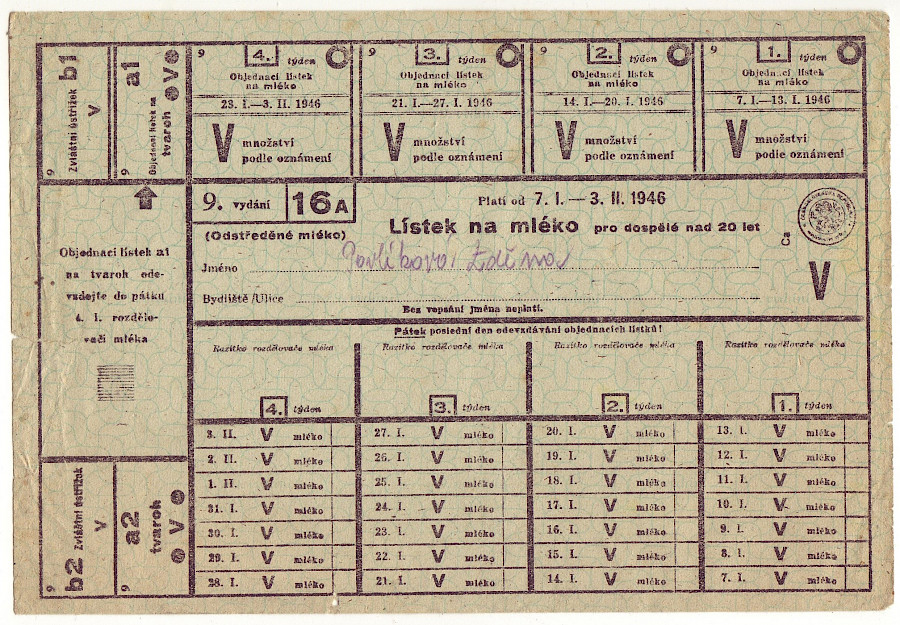 9
4.
týden
Objednací lístek
na mléko
23. I.—3. II. 1946
V množství
podle oznámení
9
3.
týden
Objednací lístek
na mléko
21. I.—27. I. 1946
V množství
podle oznámení
9
2.
týden
Objednací lístek
na mléko
14. I.—20. I. 1946
V množství
podle oznámení
9
1.
týden
Objednací lístek
na mléko
7. I.—13. I. 1946
V množství
podle oznámení
9
Zvláštní ústřižek
V
b1
9
a1
Objednací lístek na
tvaroh
V
Objednací lístek a1
na tvaroh ode-
vzdejte do pátku
4. I. rozdělo-
vači mléka
9. vydání
16A
Platí od 7. I. — 3. II. 1946
(Odstředěné mléko)
Lístek na mléko pro dospělé nad 20 let
Ca
V
Jméno
Bydliště/Ulice
Bez vepsání jména neplatí.
Pátek poslední den odevzdávání objednacích lístků!
Razítko rozdělovače mléka
Razítko rozdělovače mléka
Razítko rozdělovače mléka
Razítko rozdělovače mléka
4. týden
3. týden
2. týden
1. týden
3. II. V mléko
27. I. V mléko
20. I. V mléko
13. I. V mléko
2. II. V mléko
26. I. V mléko
19. I. V mléko
12. I. V mléko
1. II. V mléko
25. I. V mléko
18. I. V mléko
11. I. V mléko
31. I. V mléko
24. I. V mléko
17. I. V mléko
10. I. V mléko
30. I. V mléko
23. I. V mléko
16. I. V mléko
9. I. V mléko
29. I. V mléko
22. I. V mléko
15. I. V mléko
8. I. V mléko
28. I. V mléko
21. I. V mléko
14. I. V mléko
7. I. V mléko
9
b2
Zvláštní ústřižek
V
9
a2
tvaroh
V